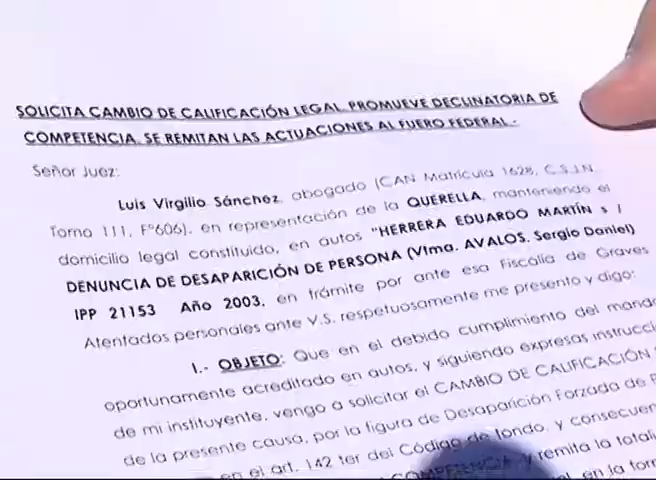 SOLICITA CAMBIO DE CALIFICACIÓN LEGAL. PROMUEVE DECLINATORIA DE
COMPETENCIA. SE REMITAN LAS ACTUACIONES AL FUERO FEDERAL.-
Señor Juez:
Luis Virgilio Sánchez, abogado (CAN Matrícula 1628, C.S.J.N.
Tomo 111, F°606), en representación de la QUERELLA, manteniendo el
domicilio legal constituido, en autos "HERRERA EDUARDO MARTÍN s /
DENUNCIA DE DESAPARICIÓN DE PERSONA (Vtma. AVALOS, Sergio Daniel)
IPP 21153 Año 2003, en trámite por ante esa Fiscalía de Graves
Atentados personales ante V.S. respetuosamente me presento y digo:
I.- OBJETO: Que en el debido cumplimiento del
oportunamente acreditado en autos, y siguiendo expresas
de mi instituyente, vengo a solicitar el CAMBIO DE CALIFICACIÓN
de la presente causa, por la figura de Desaparición Forzada de
en el art. 142 ter del Código de fondo, y
COMPETENCIA y remita la
en la